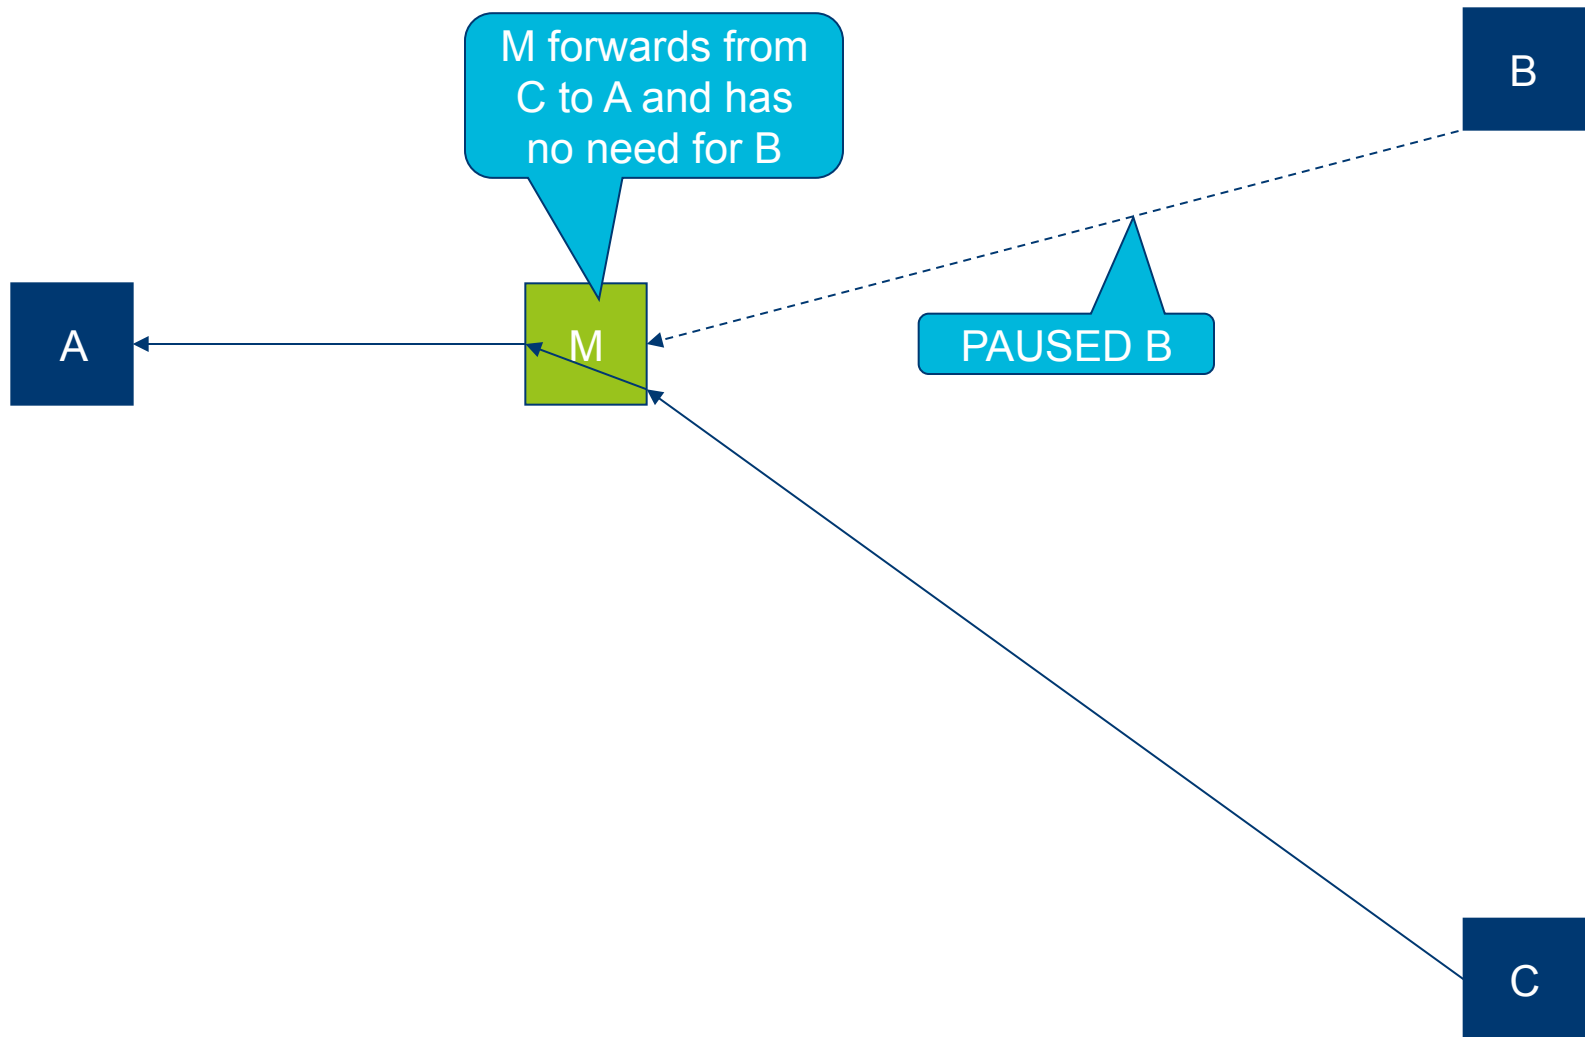 M forwards from
C to A and has
no need for B
B
A
M
PAUSED B
C